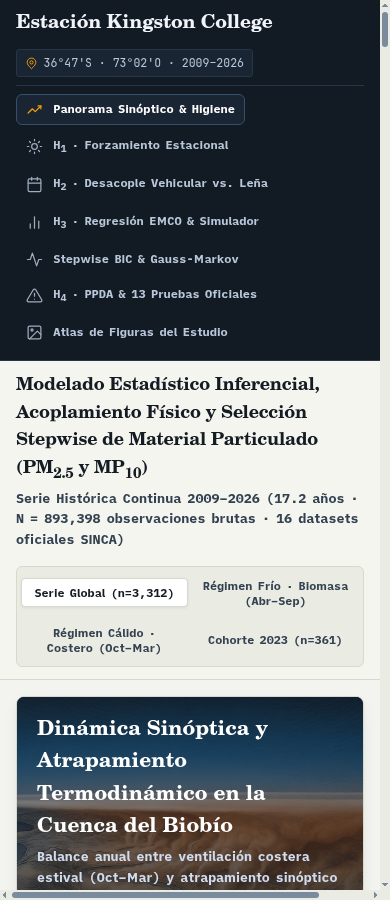 Estación Kingston College
36°47'S · 73°02'O · 2009–2026
Panorama Sinóptico & Higiene
H1 · Forzamiento Estacional
H2 · Desacople Vehicular vs. Leña
H3 · Regresión EMCO & Simulador
Stepwise BIC & Gauss-Markov
H4 · PPDA & 13 Pruebas Oficiales
Atlas de Figuras del Estudio
Modelado Estadístico Inferencial,
Acoplamiento Físico y Selección
Stepwise de Material Particulado
(PM2.5 y MP10)
Serie Histórica Continua 2009–2026 (17.2 años ·
N = 893,398 observaciones brutas · 16 datasets
oficiales SINCA)
Serie Global (n=3,312)
Régimen Frío · Biomasa
(Abr–Sep)
Régimen Cálido ·
Costero (Oct–Mar)
Cohorte 2023 (n=361)
Dinámica Sinóptica y
Atrapamiento
Termodinámico en la
Cuenca del Biobío
Balance anual entre ventilación costera
estival (Oct–Mar) y atrapamiento sinóptico